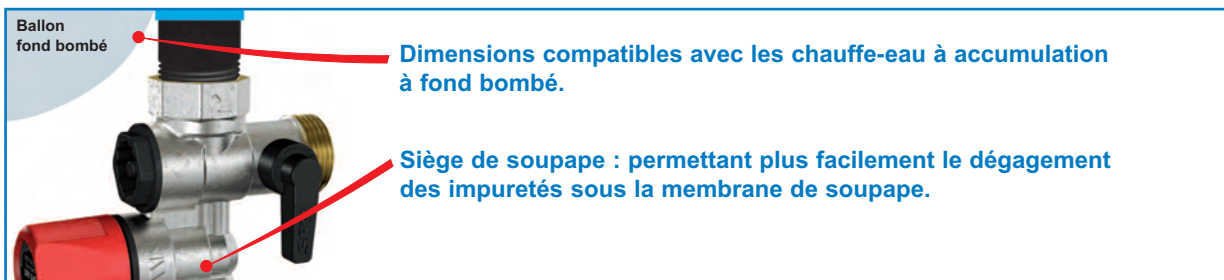 Ballon
fond bombé
Dimensions compatibles avec les chauffe-eau à accumulation
à fond bombé.
Siège de soupape : permettant plus facilement le dégagement
des impuretés sous la membrane de soupape.